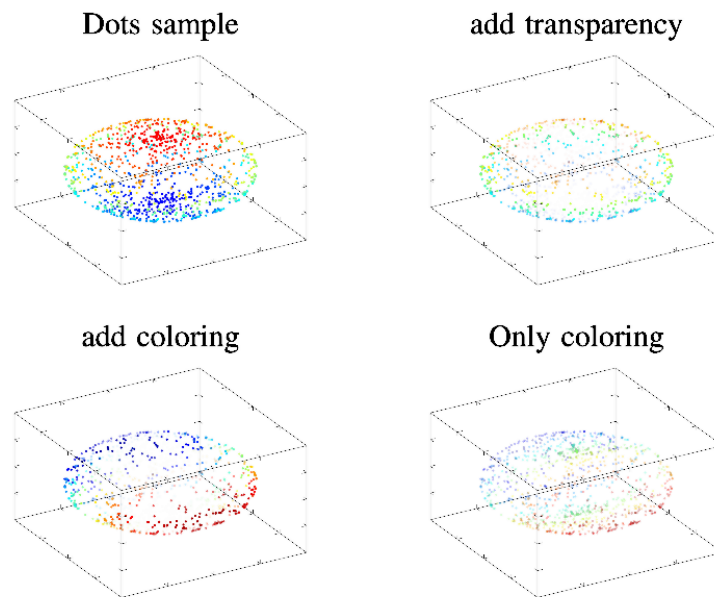 Dots sample
add transparency
add coloring
Only coloring